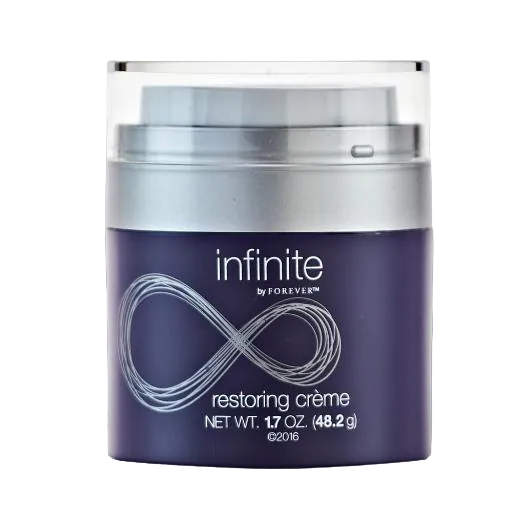 infinite
by FOREVER™
restoring crème
NET WT. 1.7 OZ. (48.2 g)
©2016